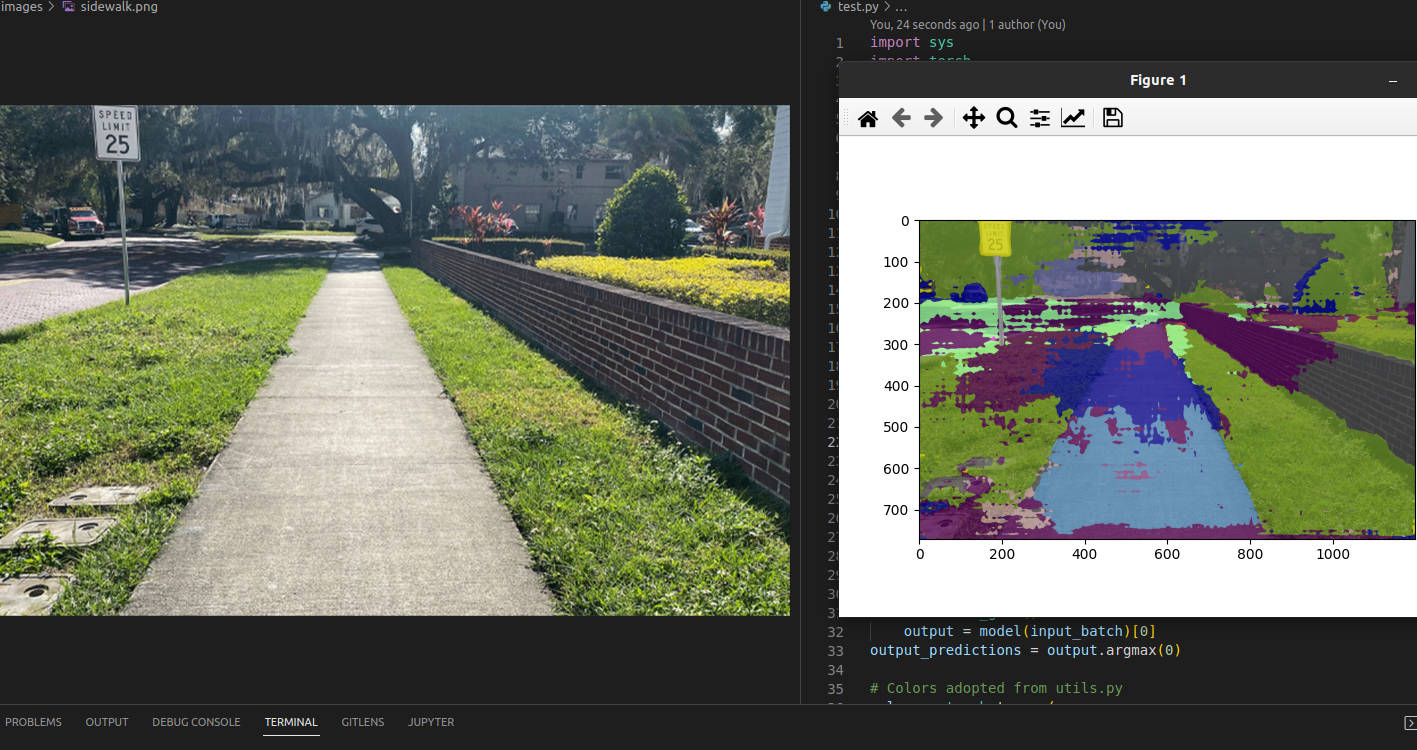 images > sidewalk.png
SPEED
LIMIT
25
test.py > ...
You, 24 seconds ago | 1 author (You)
1 import sys
2 import torch
Figure 1
0
100
200
300
400
500
600
700
SPEED
LIMIT
25
0 200 400 600 800 1000
32 output = model(input_batch)[0]
33 output_predictions = output.argmax(0)
34
35 # Colors adopted from utils.py
PROBLEMS OUTPUT DEBUG CONSOLE TERMINAL GITLENS JUPYTER